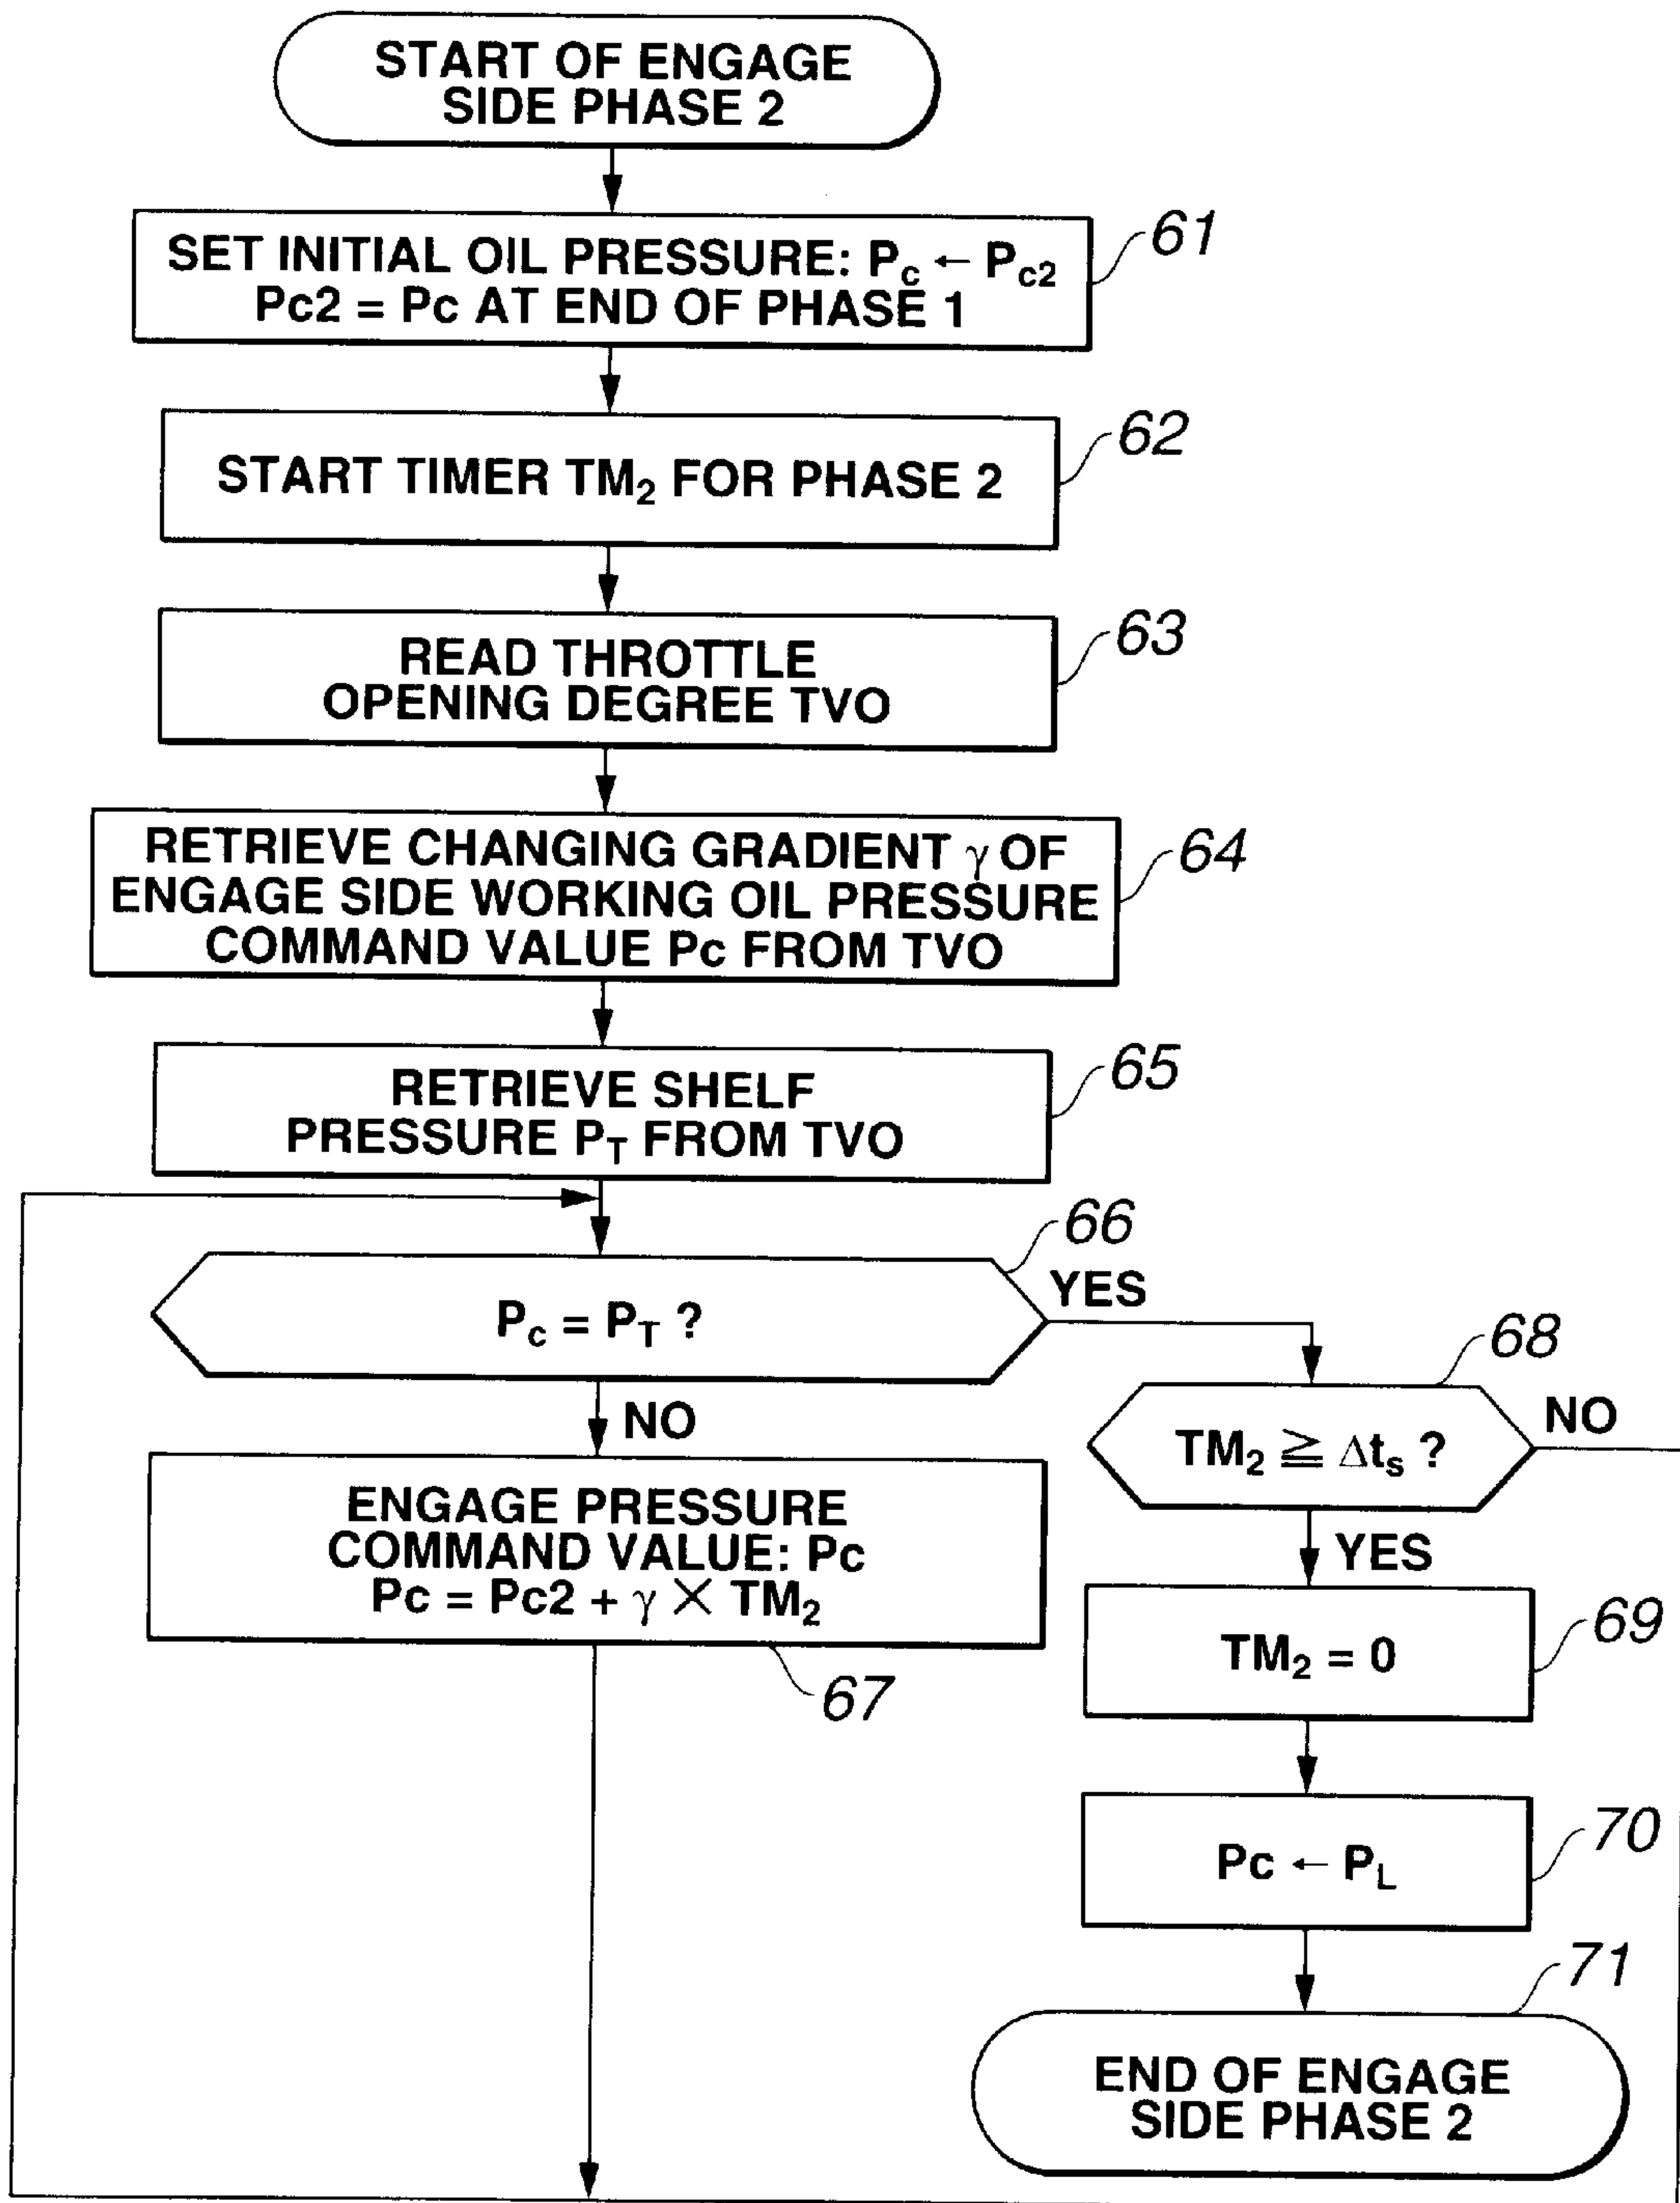 START OF ENGAGE
SIDE PHASE 2
61
SET INITIAL OIL PRESSURE: Pc ← Pc2
Pc2 = Pc AT END OF PHASE 1
62
START TIMER TM2 FOR PHASE 2
63
READ THROTTLE
OPENING DEGREE TVO
64
RETRIEVE CHANGING GRADIENT γ OF
ENGAGE SIDE WORKING OIL PRESSURE
COMMAND VALUE Pc FROM TVO
65
RETRIEVE SHELF
PRESSURE PT FROM TVO
66
Pc = PT ?
YES
NO
67
ENGAGE PRESSURE
COMMAND VALUE: Pc
Pc = Pc2 + γ × TM2
68
TM2 ≧ Δts ?
NO
YES
69
TM2 = 0
70
Pc ← PL
71
END OF ENGAGE
SIDE PHASE 2